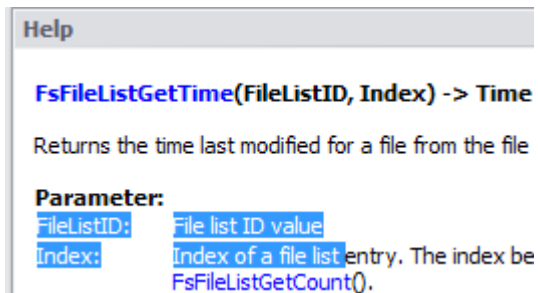 Help
FsFileListGetTime(FileListID, Index) -> Time
Returns the time last modified for a file from the file
Parameter:
FileListID: File list ID value
Index: Index of a file list entry. The index be
FsFileListGetCount().